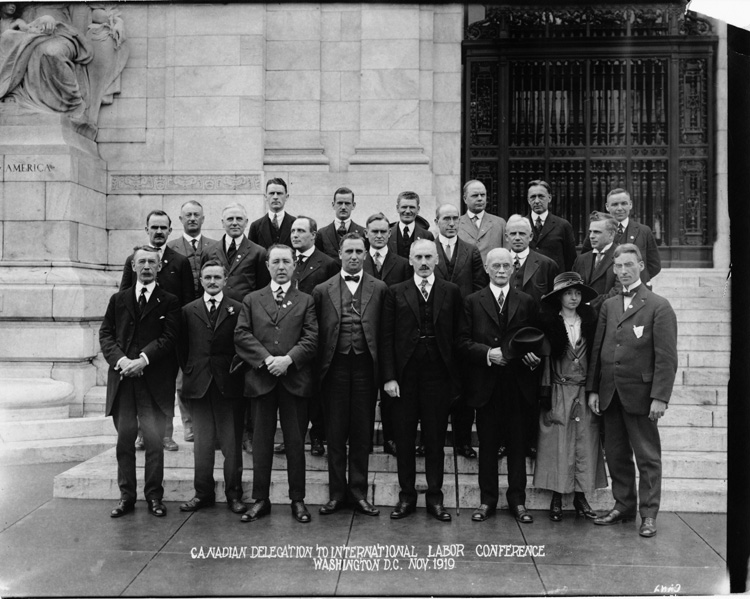 AMERICA
CANADIAN DELEGATION TO INTERNATIONAL LABOR CONFERENCE
WASHINGTON D.C. NOV. 1919